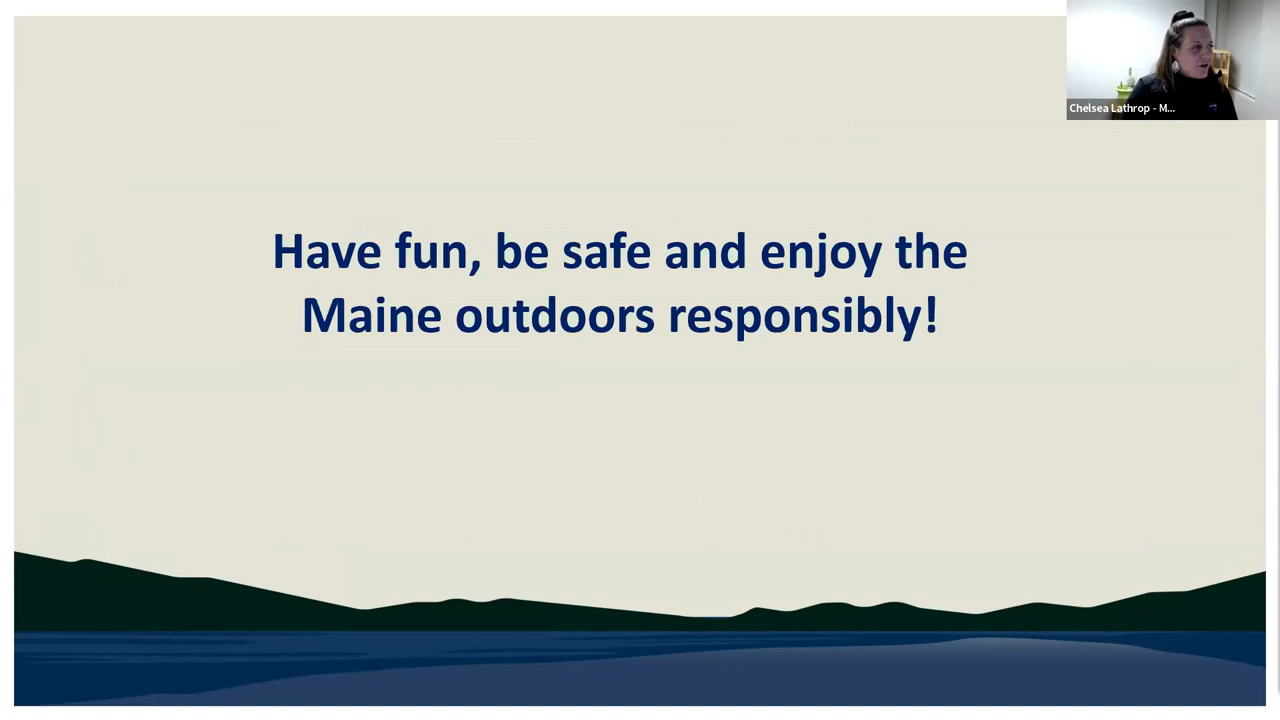 Chelsea Lathrop - M...
Have fun, be safe and enjoy the
Maine outdoors responsibly!